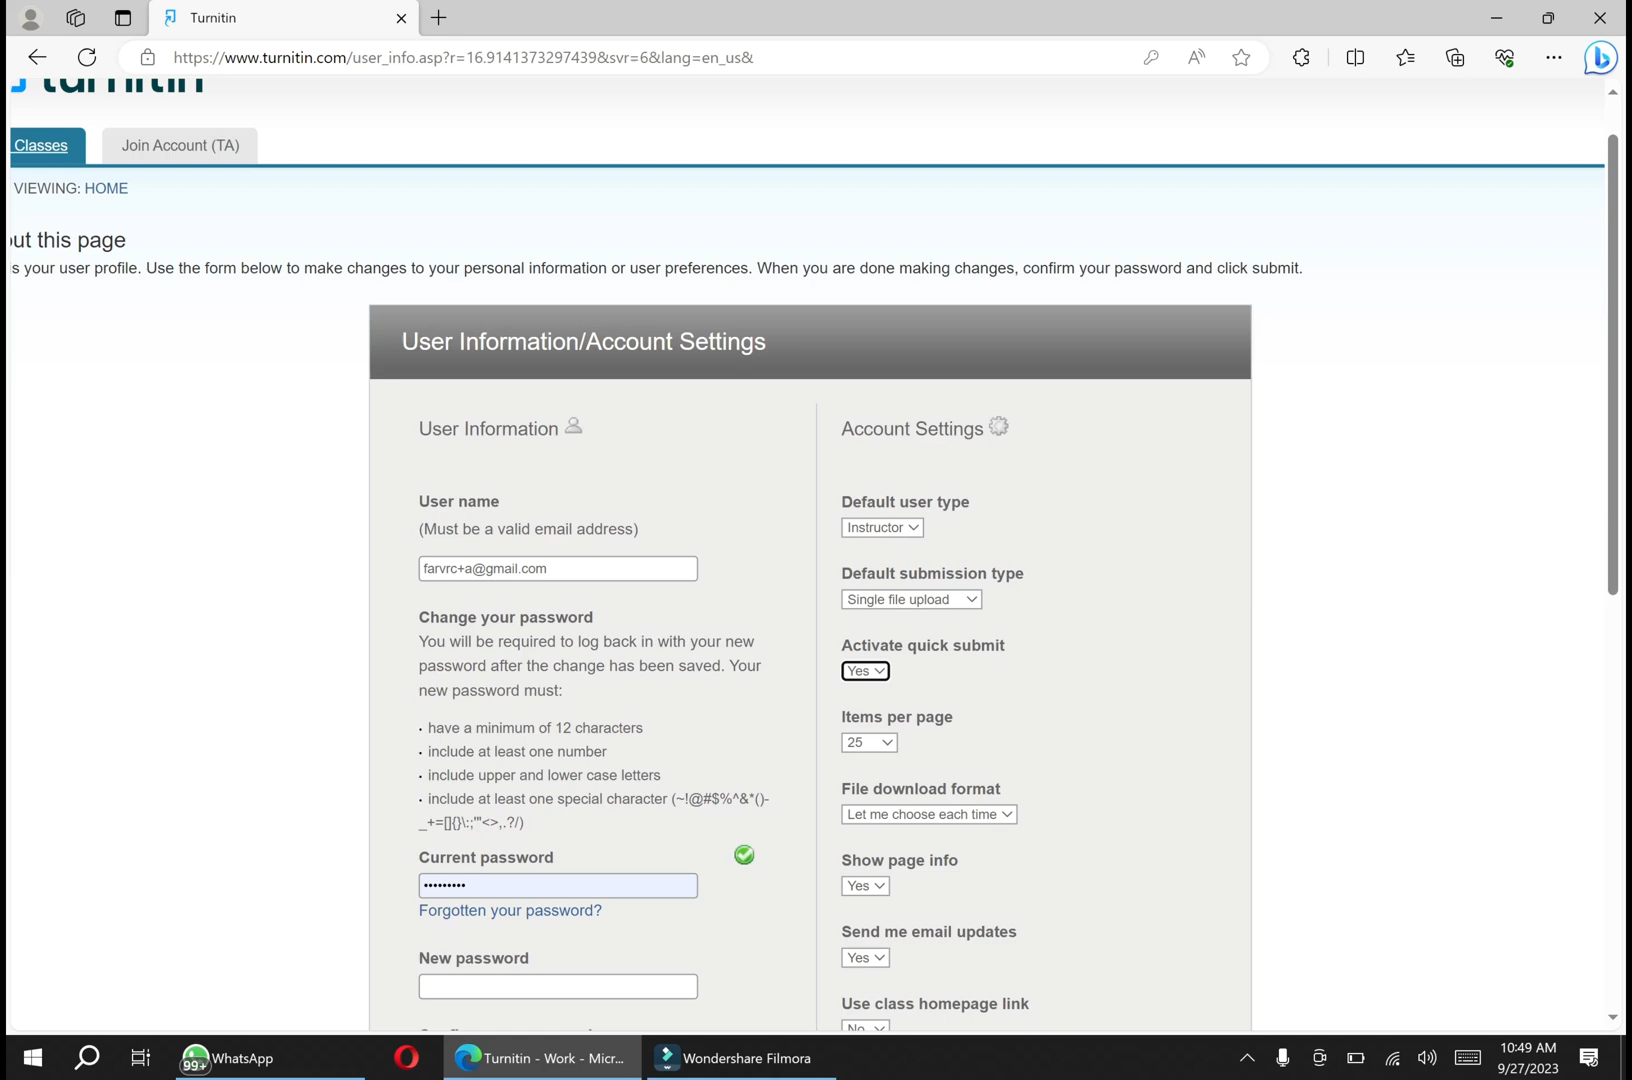 Turnitin
https://www.turnitin.com/user_info.asp?r=16.9141373297439&svr=6&lang=en_us&
turnitin
Classes
Join Account (TA)
VIEWING: HOME
out this page
s your user profile. Use the form below to make changes to your personal information or user preferences. When you are done making changes, confirm your password and click submit.
User Information/Account Settings
User Information
User name
(Must be a valid email address)
farvrc+a@gmail.com
Change your password
You will be required to log back in with your new
password after the change has been saved. Your
new password must:
· have a minimum of 12 characters
· include at least one number
· include upper and lower case letters
· include at least one special character (~!@#$%^&*()-
_+=[]{}\:;'"<>,.?/)
Current password
•••••••••
Forgotten your password?
New password
Account Settings
Default user type
Instructor
Default submission type
Single file upload
Activate quick submit
Yes
Items per page
25
File download format
Let me choose each time
Show page info
Yes
Send me email updates
Yes
Use class homepage link
No
99+
WhatsApp
Turnitin - Work - Micr...
Wondershare Filmora
10:49 AM
9/27/2023